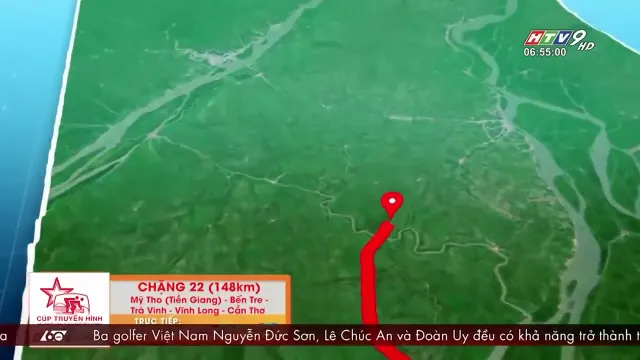 HTV9 HD
06:55:00
CHẶNG 22 (148km)
Mỹ Tho (Tiền Giang) - Bến Tre -
Trà Vinh - Vĩnh Long - Cần Thơ
TRỰC TIẾP:
CÚP TRUYỀN HÌNH
Ba golfer Việt Nam Nguyễn Đức Sơn, Lê Chúc An và Đoàn Uy đều có khả năng trở thành